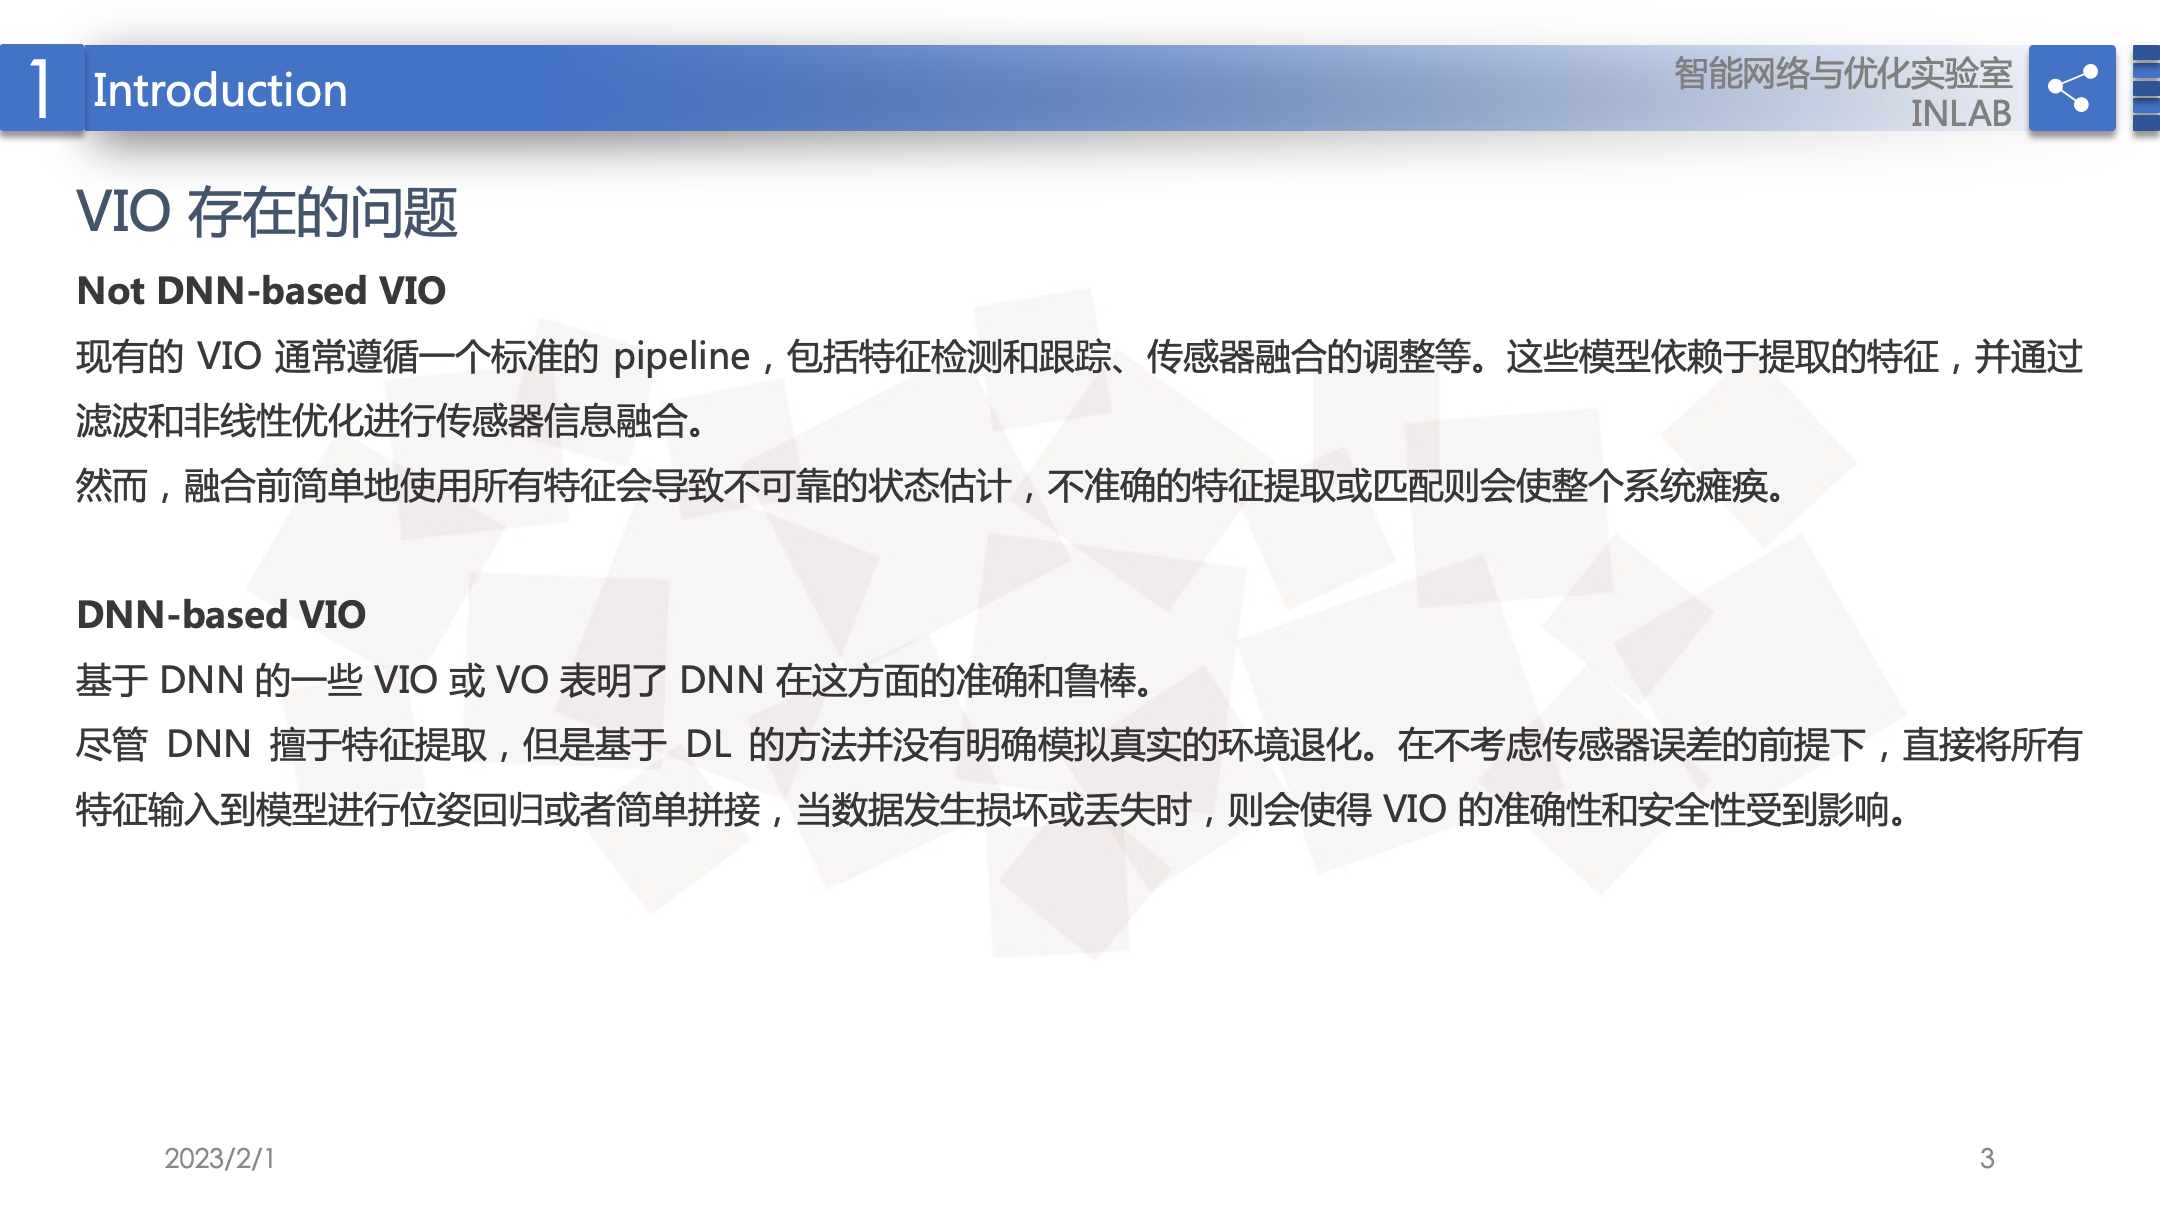 1
Introduction
智能网络与优化实验室
INLAB
VIO 存在的问题
Not DNN-based VIO
现有的 VIO 通常遵循一个标准的 pipeline，包括特征检测和跟踪、传感器融合的调整等。这些模型依赖于提取的特征，并通过
滤波和非线性优化进行传感器信息融合。
然而，融合前简单地使用所有特征会导致不可靠的状态估计，不准确的特征提取或匹配则会使整个系统瘫痪。
DNN-based VIO
基于 DNN 的一些 VIO 或 VO 表明了 DNN 在这方面的准确和鲁棒。
尽管 DNN 擅于特征提取，但是基于 DL 的方法并没有明确模拟真实的环境退化。在不考虑传感器误差的前提下，直接将所有
特征输入到模型进行位姿回归或者简单拼接，当数据发生损坏或丢失时，则会使得 VIO 的准确性和安全性受到影响。
2023/2/1
3